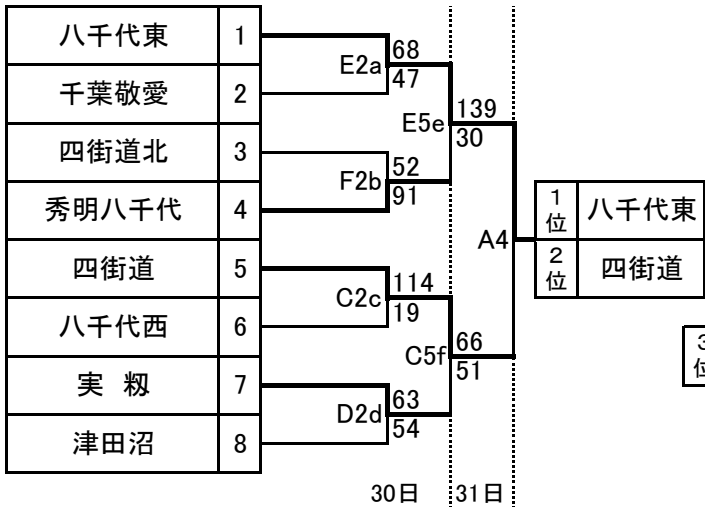 八千代東 1
千葉敬愛 2
四街道北 3
秀明八千代 4
四街道 5
八千代西 6
実 籾 7
津田沼 8
E2a 68
47
F2b 52
91
C2c 114
19
D2d 63
54
E5e 139
30
C5f 66
51
A4
1位 八千代東
2位 四街道
3位
30日 31日